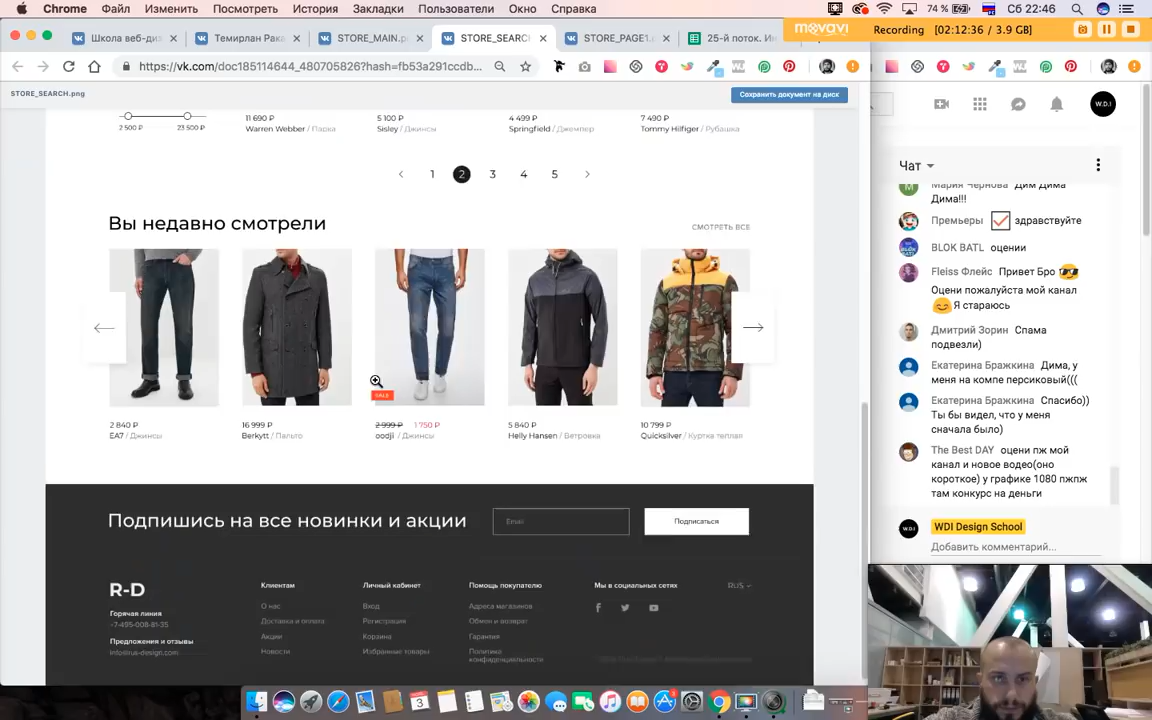 Chrome Файл Изменить Посмотреть История Закладки Пользователи Окно Справка
74 % Сб 22:46
movavi Recording [02:12:36 / 3.9 GB]
Школа веб-диз
Темирлан Рака
STORE_MAIN.p
STORE_SEARC
STORE_PAGE1.
25-й поток. И
https://vk.com/doc185114644_480705826?hash=fb53a291ccdb...
STORE_SEARCH.png
Сохранить документ на диск
2 500 ₽ 23 500 ₽
11 690 ₽
Warren Webber / Парка
5 100 ₽
Sisley / Джинсы
4 499 ₽
Springfield / Джемпер
7 490 ₽
Tommy Hilfiger / Рубашка
1 2 3 4 5
Вы недавно смотрели
СМОТРЕТЬ ВСЕ
SALE
2 840 ₽
EA7 / Джинсы
16 999 ₽
Berkytt / Пальто
2 999 ₽ 1 750 ₽
oodji / Джинсы
5 840 ₽
Helly Hansen / Ветровка
10 799 ₽
Quicksilver / Куртка теплая
Подпишись на все новинки и акции
Email
Подписаться
R-D
Горячая линия
+7-495-008-81-35
Предложения и отзывы
info@rus-design.com
Клиентам
О нас
Доставка и оплата
Акции
Новости
Личный кабинет
Вход
Регистрация
Корзина
Избранные товары
Помощь покупателю
Адреса магазинов
Обмен и возврат
Гарантия
Политика
конфиденциальности
Мы в социальных сетях
RUS
W.D.I
Чат
Мария Чернова Дим Дима
Дима!!!
Премьеры здравствуйте
BLOK BATL оцении
Fleiss Флейс Привет Бро
Оцени пожалуйста мой канал
Я стараюсь
Дмитрий Зорин Спама
подвезли)
Екатерина Бражкина Дима, у
меня на компе персиковый(((
Екатерина Бражкина Спасибо))
Ты бы видел, что у меня
сначала было)
The Best DAY оцени пж мой
канал и новое видео(оно
короткое) у графике 1080 пжпж
там конкурс на деньги
W.D.I
WDI Design School
Добавить комментарий...